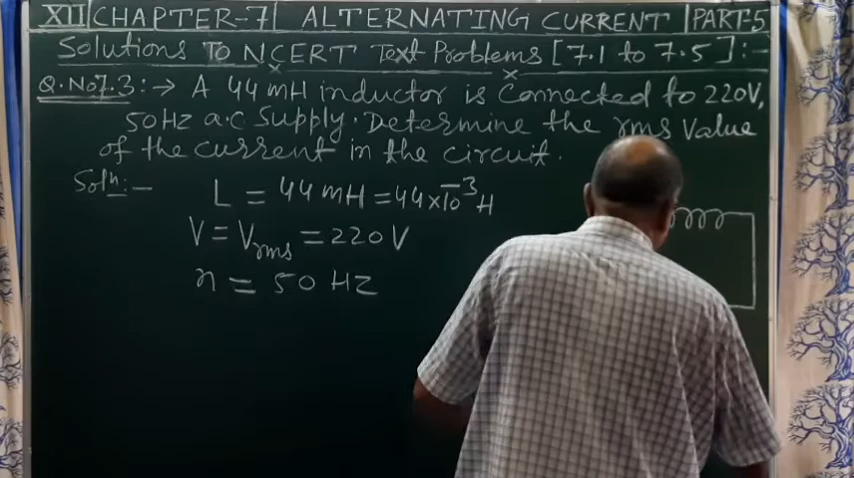 XII CHAPTER-7 ALTERNATING CURRENT PART-5
Solutions To NCERT Text Problems [7.1 to 7.5]:-
Q.No7.3:→ A 44 mH inductor is connected to 220V,
50Hz a.c Supply. Determine the rms value
of the current in the circuit.
Solⁿ:- L = 44 mH = 44×10⁻³ H
V = Vrms = 220V
n = 50 HZ